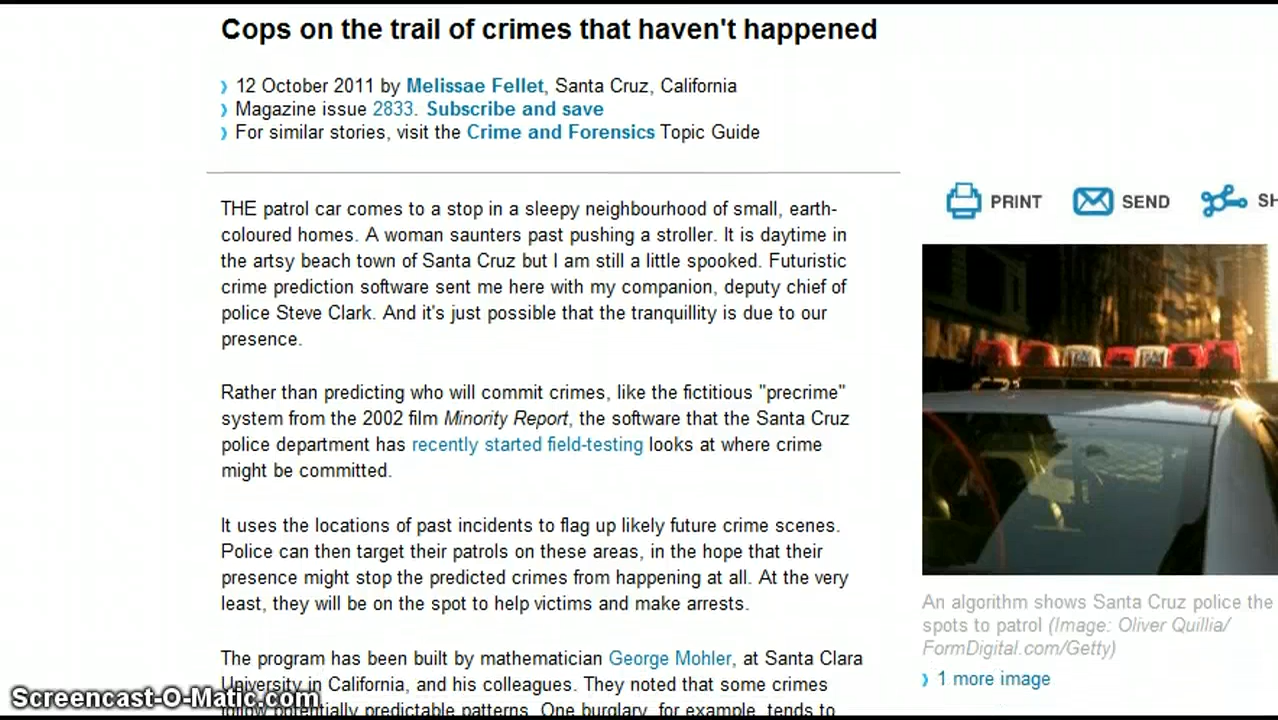 Cops on the trail of crimes that haven't happened
12 October 2011 by Melissae Fellet, Santa Cruz, California
Magazine issue 2833. Subscribe and save
For similar stories, visit the Crime and Forensics Topic Guide
PRINT SEND SH
THE patrol car comes to a stop in a sleepy neighbourhood of small, earth-
coloured homes. A woman saunters past pushing a stroller. It is daytime in
the artsy beach town of Santa Cruz but I am still a little spooked. Futuristic
crime prediction software sent me here with my companion, deputy chief of
police Steve Clark. And it's just possible that the tranquillity is due to our
presence.
Rather than predicting who will commit crimes, like the fictitious "precrime"
system from the 2002 film Minority Report, the software that the Santa Cruz
police department has recently started field-testing looks at where crime
might be committed.
It uses the locations of past incidents to flag up likely future crime scenes.
Police can then target their patrols on these areas, in the hope that their
presence might stop the predicted crimes from happening at all. At the very
least, they will be on the spot to help victims and make arrests.
The program has been built by mathematician George Mohler, at Santa Clara
University in California, and his colleagues. They noted that some crimes
follow potentially predictable patterns. One burglary, for example, tends to
An algorithm shows Santa Cruz police the
spots to patrol (Image: Oliver Quillia/
FormDigital.com/Getty)
1 more image
Screencast-O-Matic.com